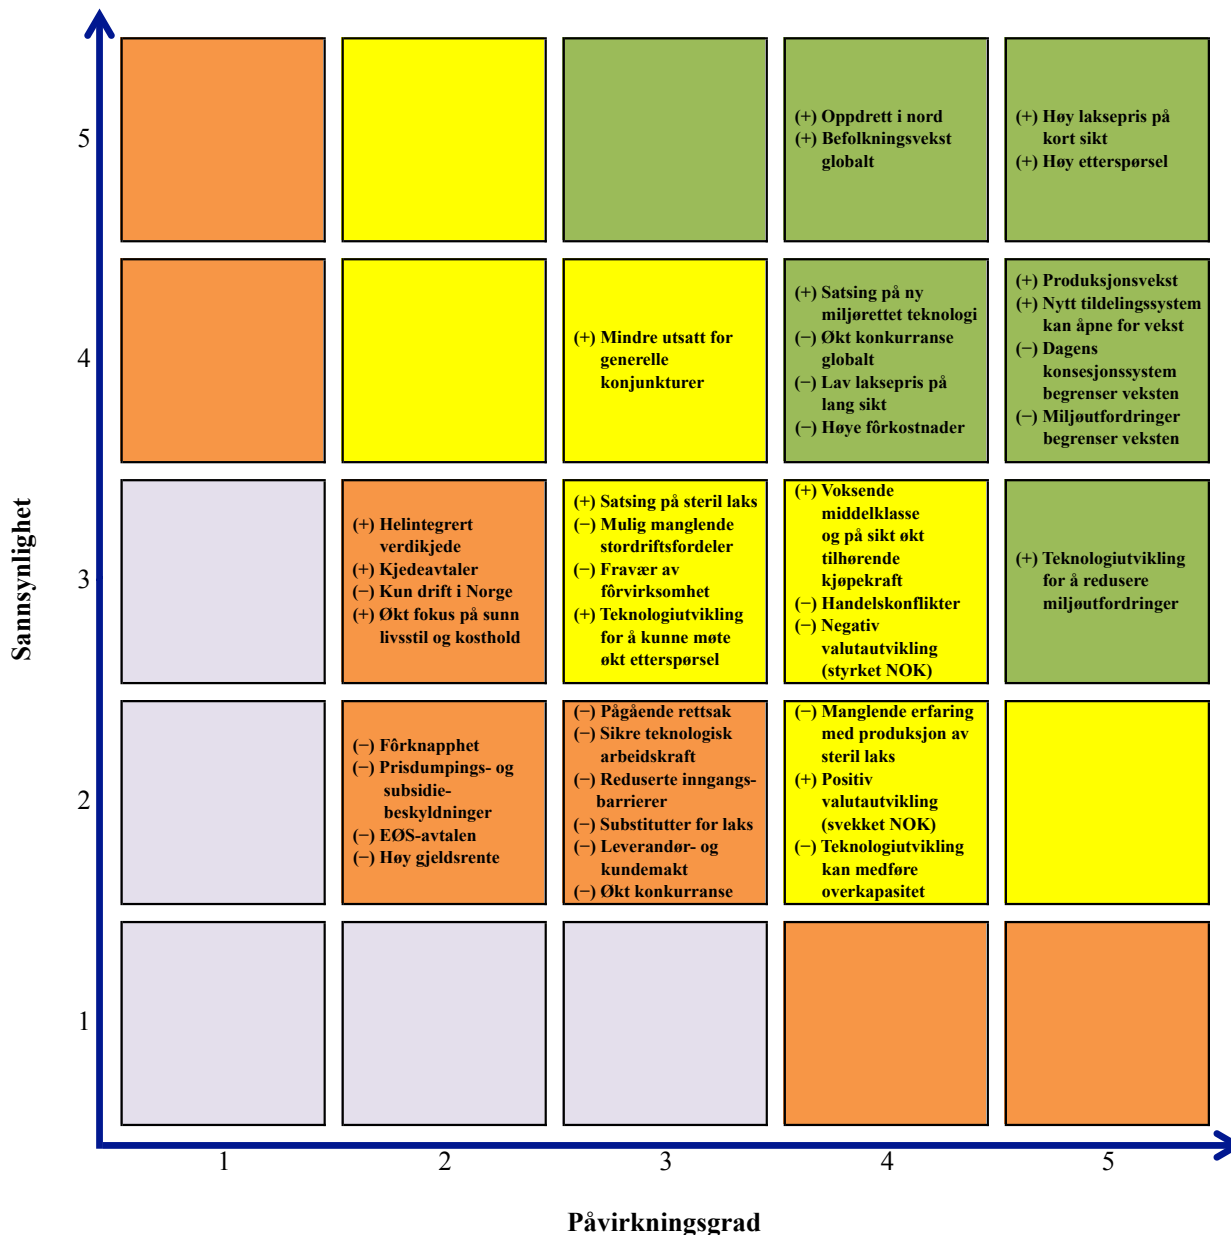 5
(+) Oppdrett i nord
(+) Befolkningsvekst
globalt
(+) Høy laksepris på
kort sikt
(+) Høy etterspørsel
4
(+) Mindre utsatt for
generelle
konjunkturer
(+) Satsing på ny
miljørettet teknologi
(−) Økt konkurranse
globalt
(−) Lav laksepris på
lang sikt
(−) Høye fôrkostnader
(+) Produksjonsvekst
(+) Nytt tildelingssystem
kan åpne for vekst
(−) Dagens
konsesjonssystem
begrenser veksten
(−) Miljøutfordringer
begrenser veksten
Sannsynlighet
3
(+) Helintegrert
verdikjede
(+) Kjedeavtaler
(−) Kun drift i Norge
(+) Økt fokus på sunn
livsstil og kosthold
(+) Satsing på steril laks
(−) Mulig manglende
stordriftsfordeler
(−) Fravær av
fôrvirksomhet
(+) Teknologiutvikling
for å kunne møte
økt etterspørsel
(+) Voksende
middelklasse
og på sikt økt
tilhørende
kjøpekraft
(−) Handelskonflikter
(−) Negativ
valutautvikling
(styrket NOK)
(+) Teknologiutvikling
for å redusere
miljøutfordringer
2
(−) Fôrknapphet
(−) Prisdumpings- og
subsidie-
beskyldninger
(−) EØS-avtalen
(−) Høy gjeldsrente
(−) Pågående rettsak
(−) Sikre teknologisk
arbeidskraft
(−) Reduserte inngangs-
barrierer
(−) Substitutter for laks
(−) Leverandør- og
kundemakt
(−) Økt konkurranse
(−) Manglende erfaring
med produksjon av
steril laks
(+) Positiv
valutautvikling
(svekket NOK)
(−) Teknologiutvikling
kan medføre
overkapasitet
1
1 2 3 4 5
Påvirkningsgrad